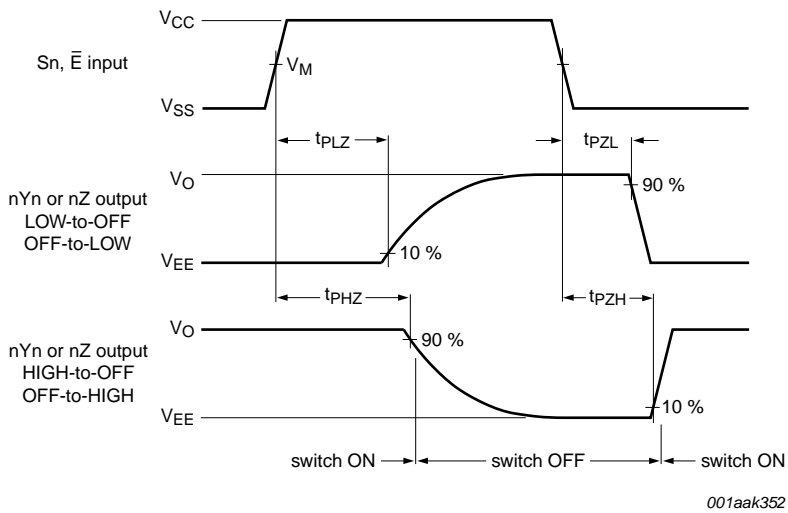 VCC
Sn, E̅ input
VM
VSS
tPLZ
tPZL
VO
nYn or nZ output
LOW-to-OFF
OFF-to-LOW
90 %
10 %
VEE
tPHZ
tPZH
VO
nYn or nZ output
HIGH-to-OFF
OFF-to-HIGH
90 %
10 %
VEE
switch ON
switch OFF
switch ON
001aak352